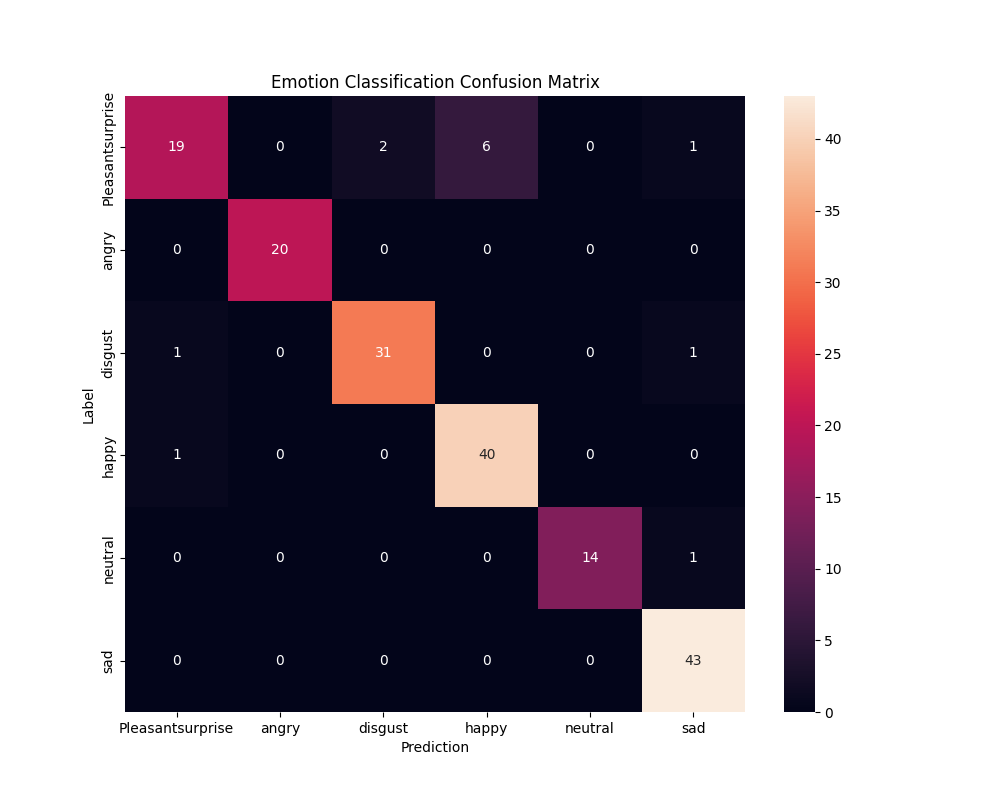 Emotion Classification Confusion Matrix
Pleasantsurprise 19 0 2 6 0 1
angry 0 20 0 0 0 0
disgust 1 0 31 0 0 1
happy 1 0 0 40 0 0
neutral 0 0 0 0 14 1
sad 0 0 0 0 0 43
Label
Pleasantsurprise angry disgust happy neutral sad
Prediction
40
35
30
25
20
15
10
5
0